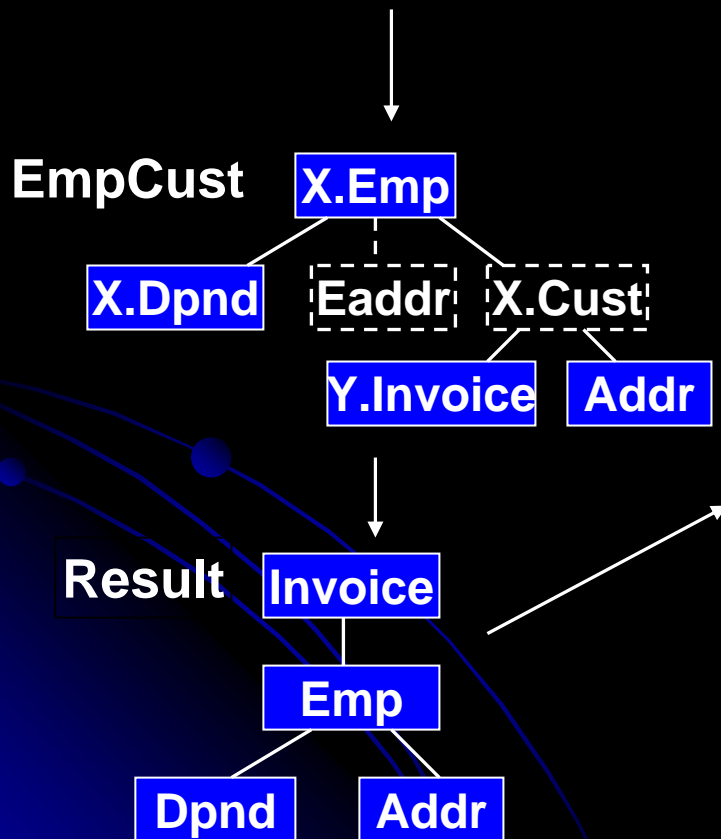 EmpCust
X.Emp
X.Dpnd
Eaddr
X.Cust
Y.Invoice
Addr
Result
Invoice
Emp
Dpnd
Addr